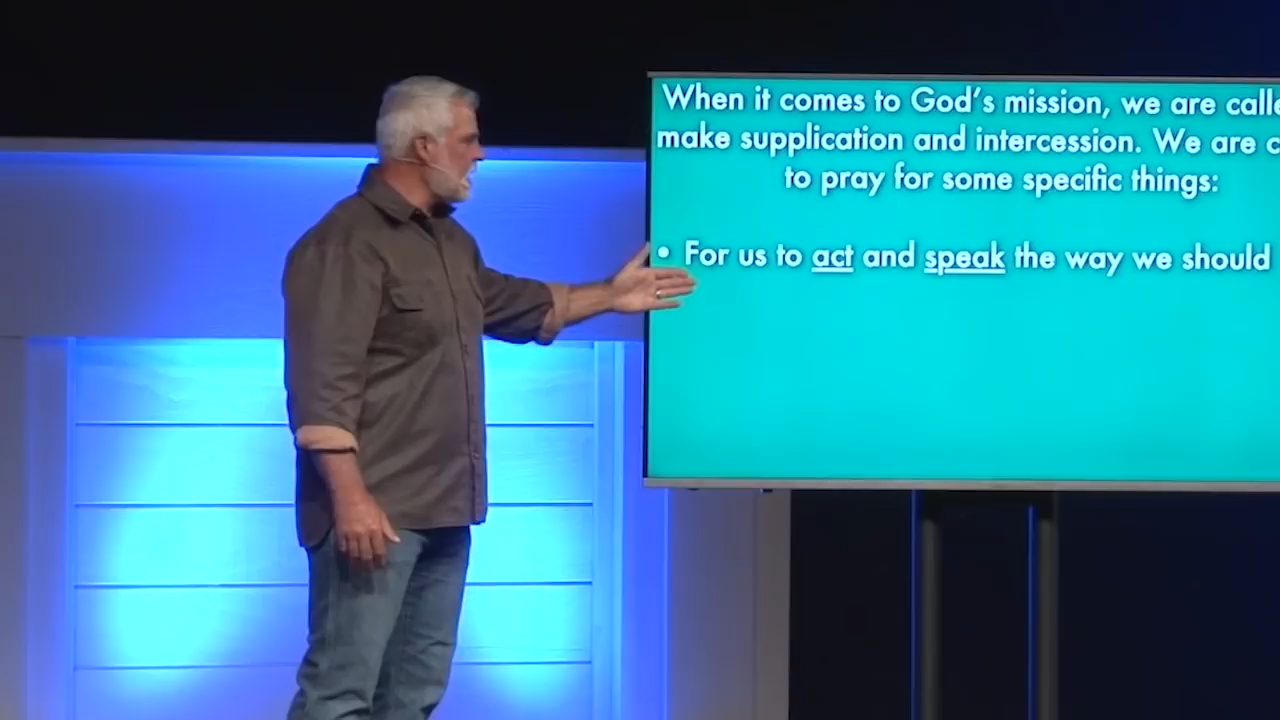 When it comes to God's mission, we are calle
make supplication and intercession. We are c
to pray for some specific things:
• For us to act and speak the way we should